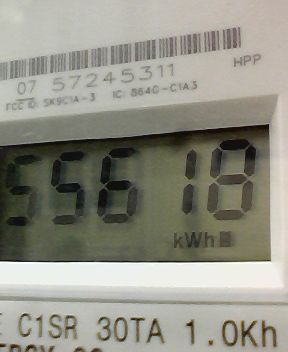 HPP
07 57245311
FCC ID: SK9C1A-3 IC: 864G-C1A3
55618
kWh
C1SR 30TA 1.0Kh